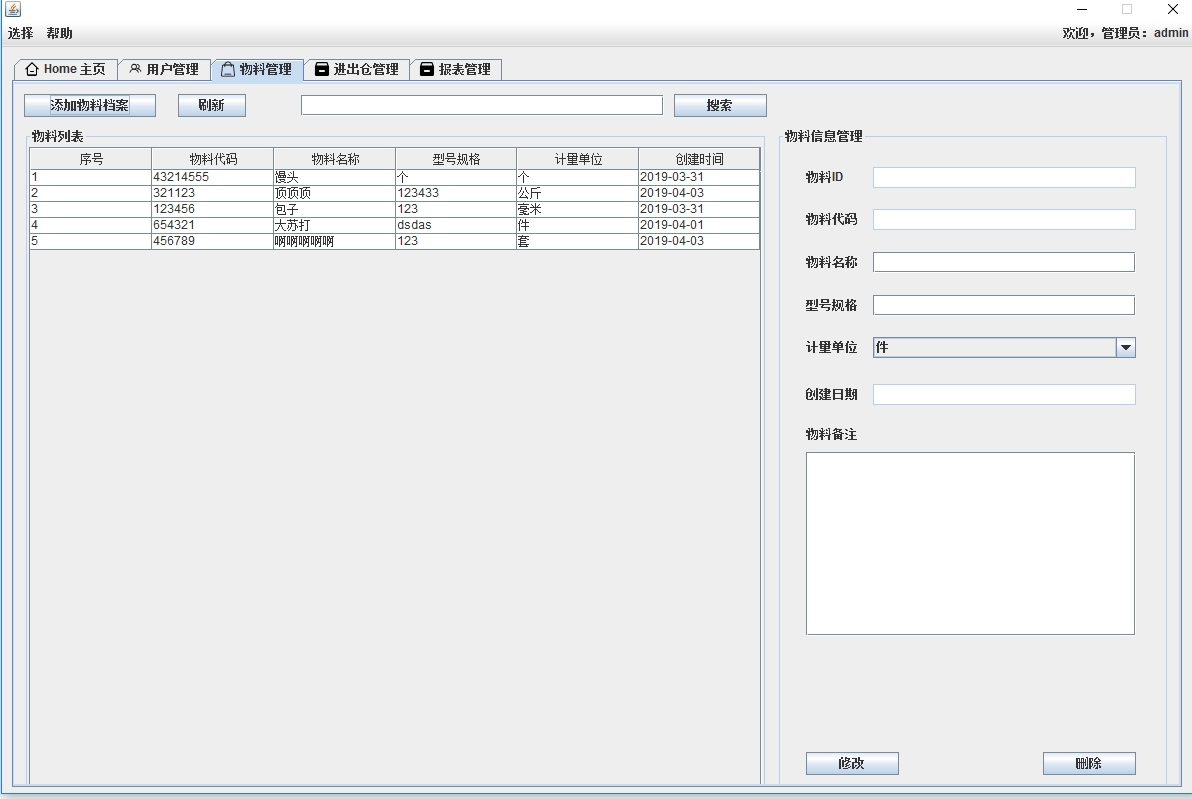 选择 帮助 欢迎，管理员：admin
Home 主页 用户管理 物料管理 进出仓管理 报表管理
添加物料档案 刷新 搜索
物料列表
序号 物料代码 物料名称 型号规格 计量单位 创建时间
1 43214555 馒头 个 个 2019-03-31
2 321123 顶顶顶 123433 公斤 2019-04-03
3 123456 包子 123 毫米 2019-03-31
4 654321 大苏打 dsdas 件 2019-04-01
5 456789 啊啊啊啊啊 123 套 2019-04-03
物料信息管理
物料ID
物料代码
物料名称
型号规格
计量单位 件
创建日期
物料备注
修改 删除